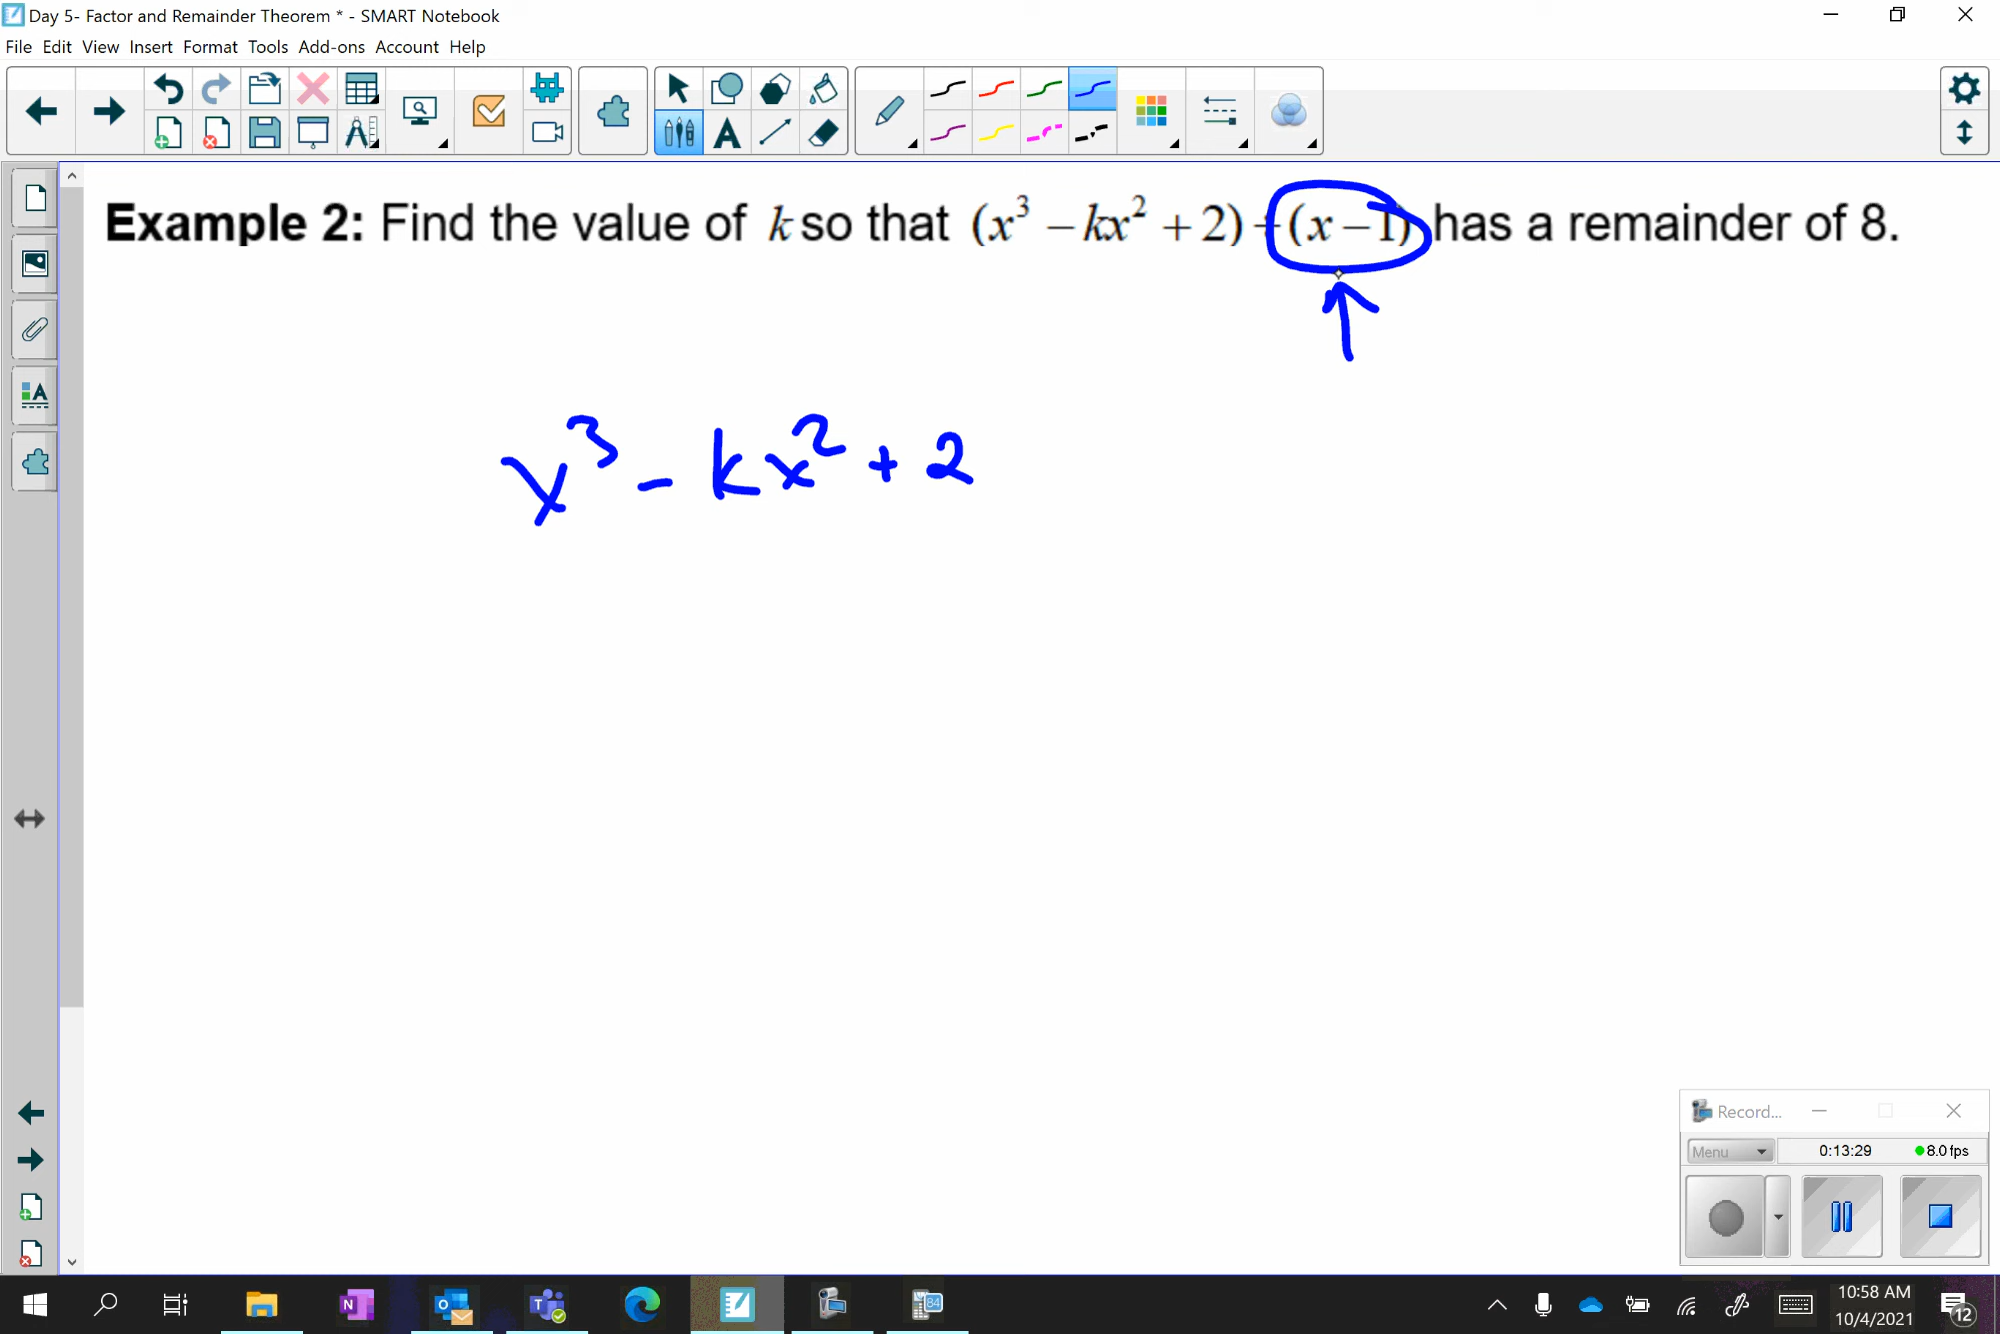 Day 5- Factor and Remainder Theorem * - SMART Notebook
File Edit View Insert Format Tools Add-ons Account Help
A
Example 2: Find the value of k so that (x³ – kx² + 2) ÷ (x – 1) has a remainder of 8.
A
x³ - kx² + 2
Record...
Menu 0:13:29 8.0 fps
10:58 AM
N O T 84 12
10/4/2021